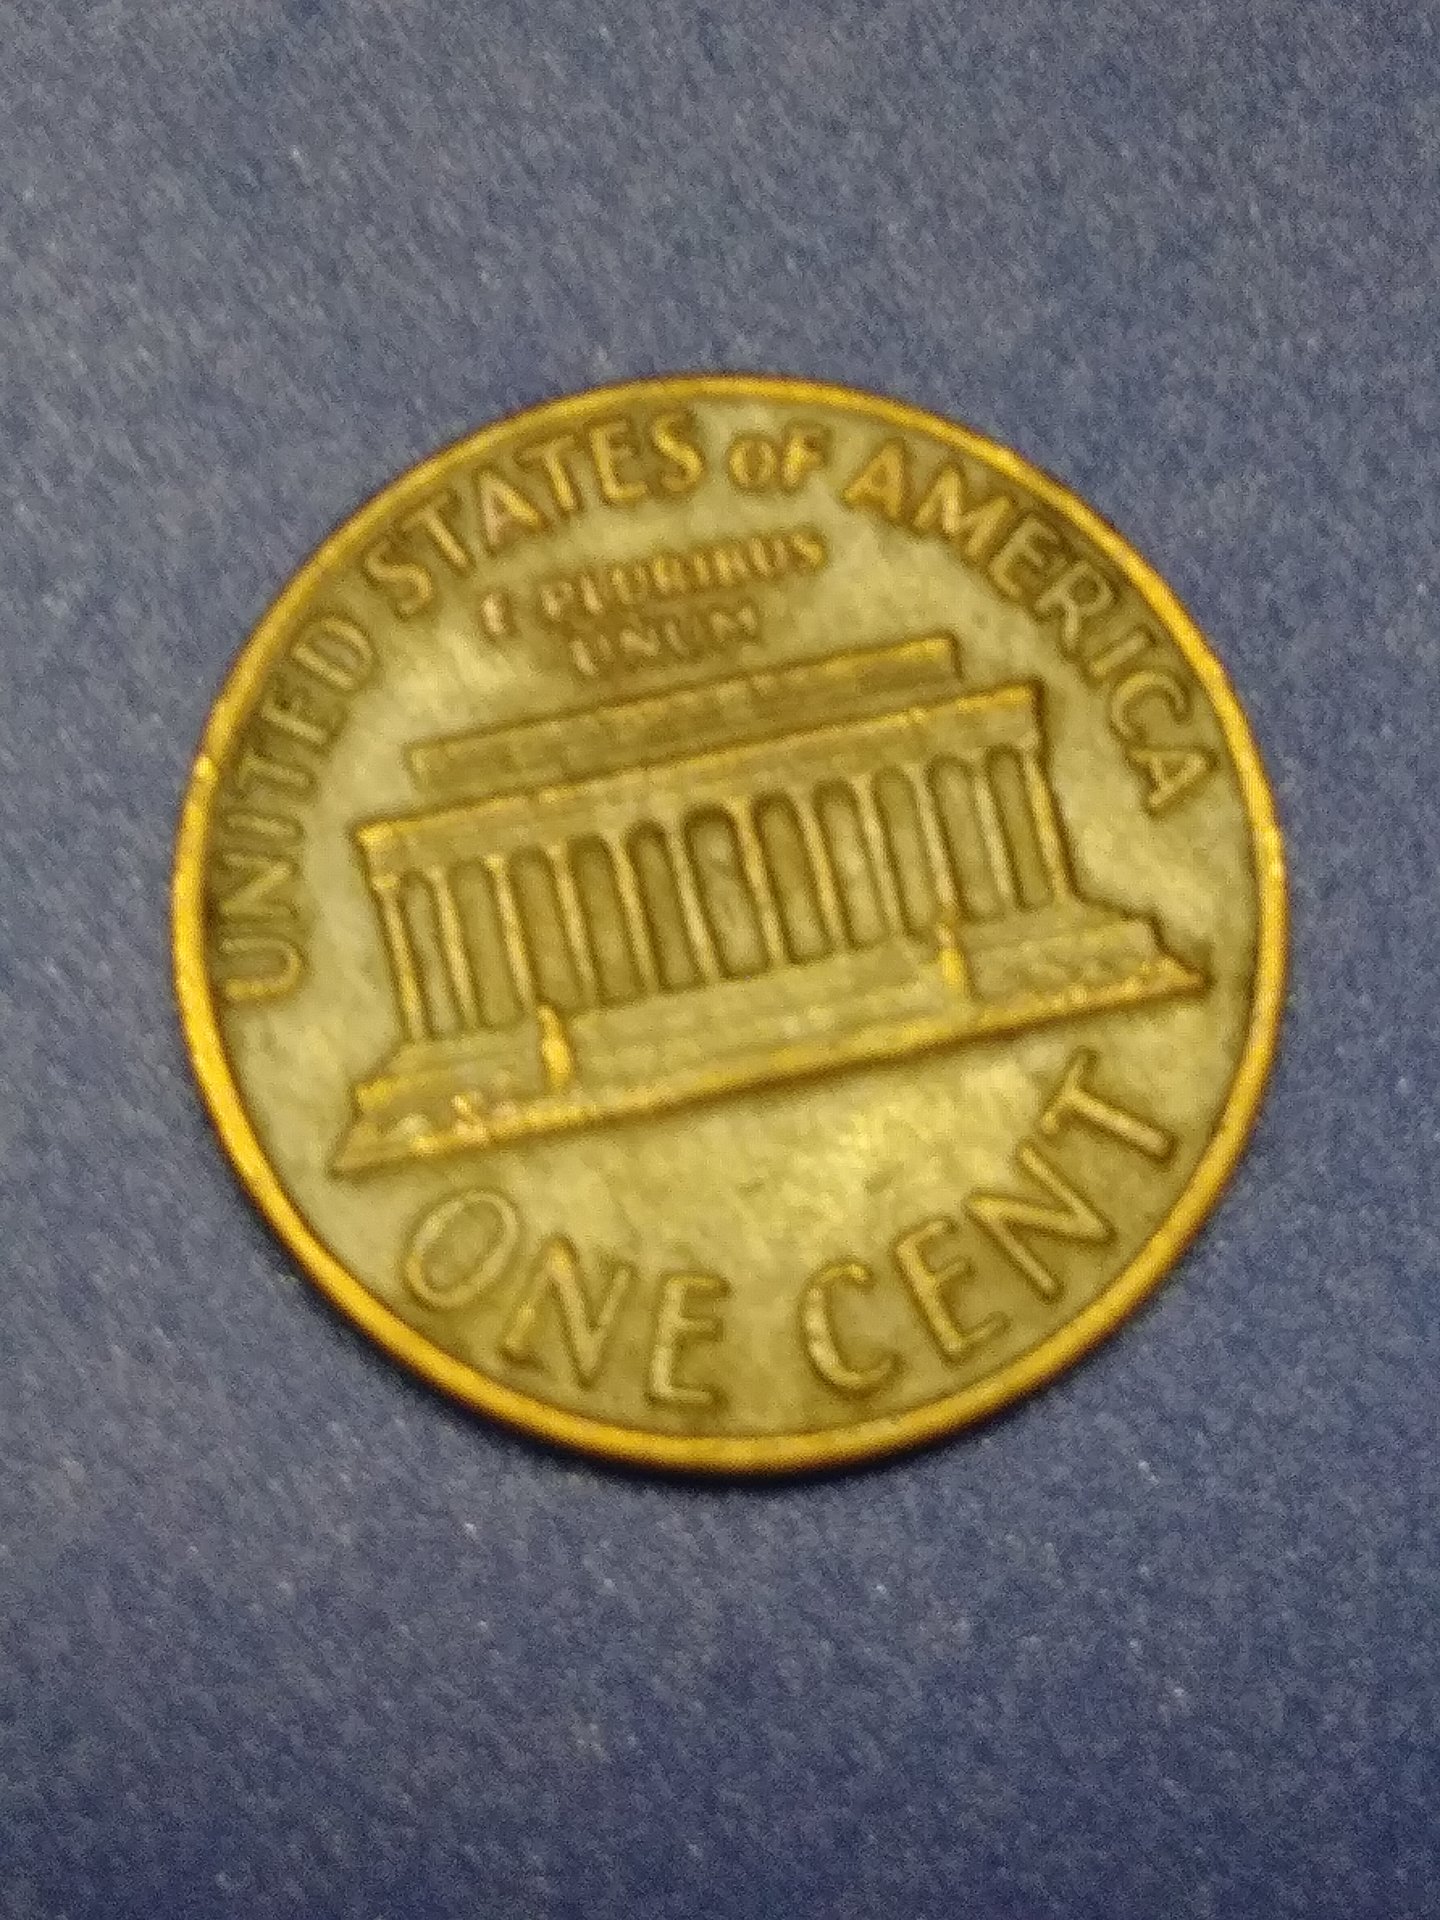 UNITED STATES OF AMERICA
E PLURIBUS
UNUM
ONE CENT